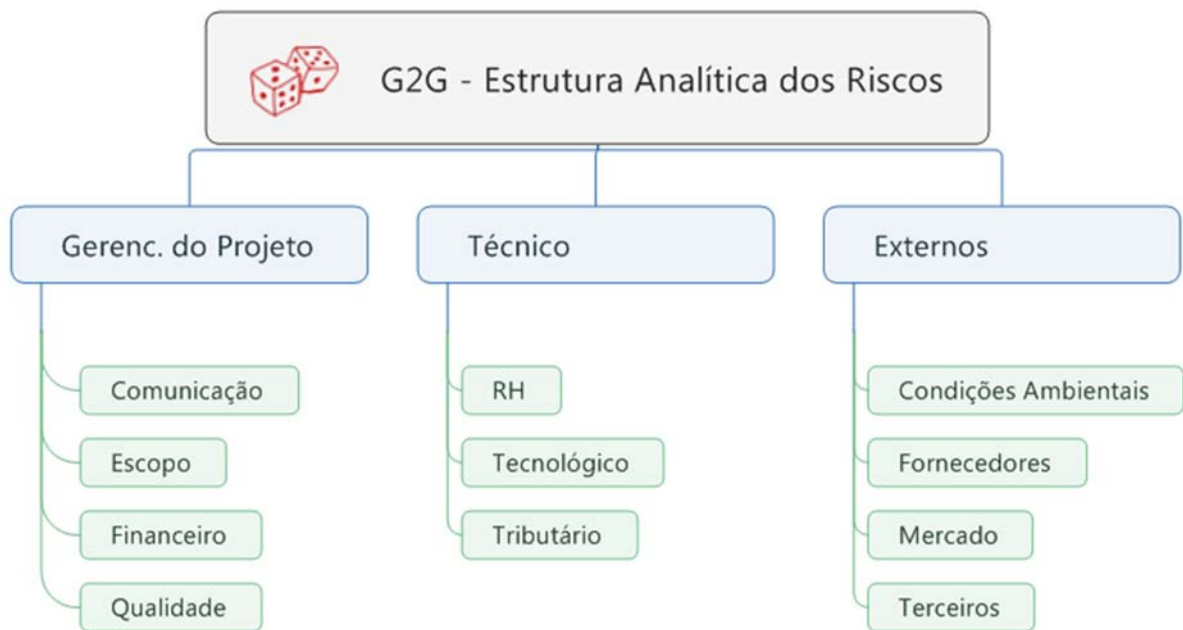 G2G - Estrutura Analítica dos Riscos
Gerenc. do Projeto
Comunicação
Escopo
Financeiro
Qualidade
Técnico
RH
Tecnológico
Tributário
Externos
Condições Ambientais
Fornecedores
Mercado
Terceiros